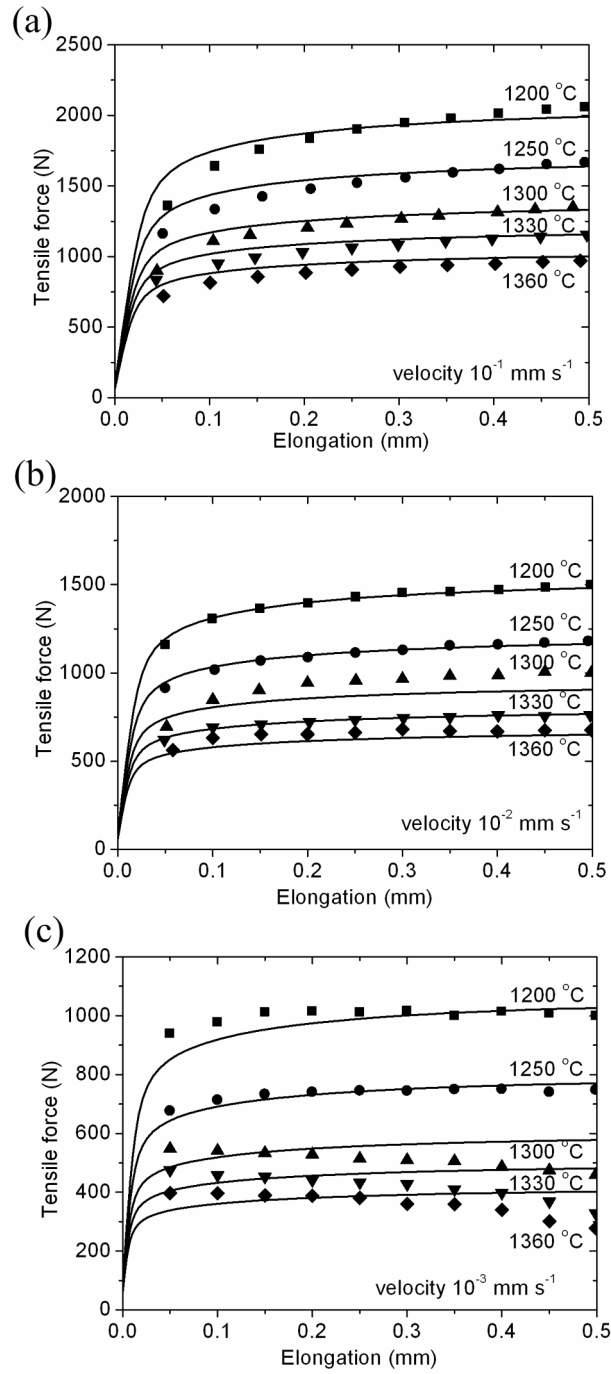 (a)
2500
2000
1500
1000
500
0
Tensile force (N)
1200 °C
1250 °C
1300 °C
1330 °C
1360 °C
velocity 10⁻¹ mm s⁻¹
0.0 0.1 0.2 0.3 0.4 0.5
Elongation (mm)
(b)
2000
1500
1000
500
0
Tensile force (N)
1200 °C
1250 °C
1300 °C
1330 °C
1360 °C
velocity 10⁻² mm s⁻¹
0.0 0.1 0.2 0.3 0.4 0.5
Elongation (mm)
(c)
1200
1000
800
600
400
200
0
Tensile force (N)
1200 °C
1250 °C
1300 °C
1330 °C
1360 °C
velocity 10⁻³ mm s⁻¹
0.0 0.1 0.2 0.3 0.4 0.5
Elongation (mm)